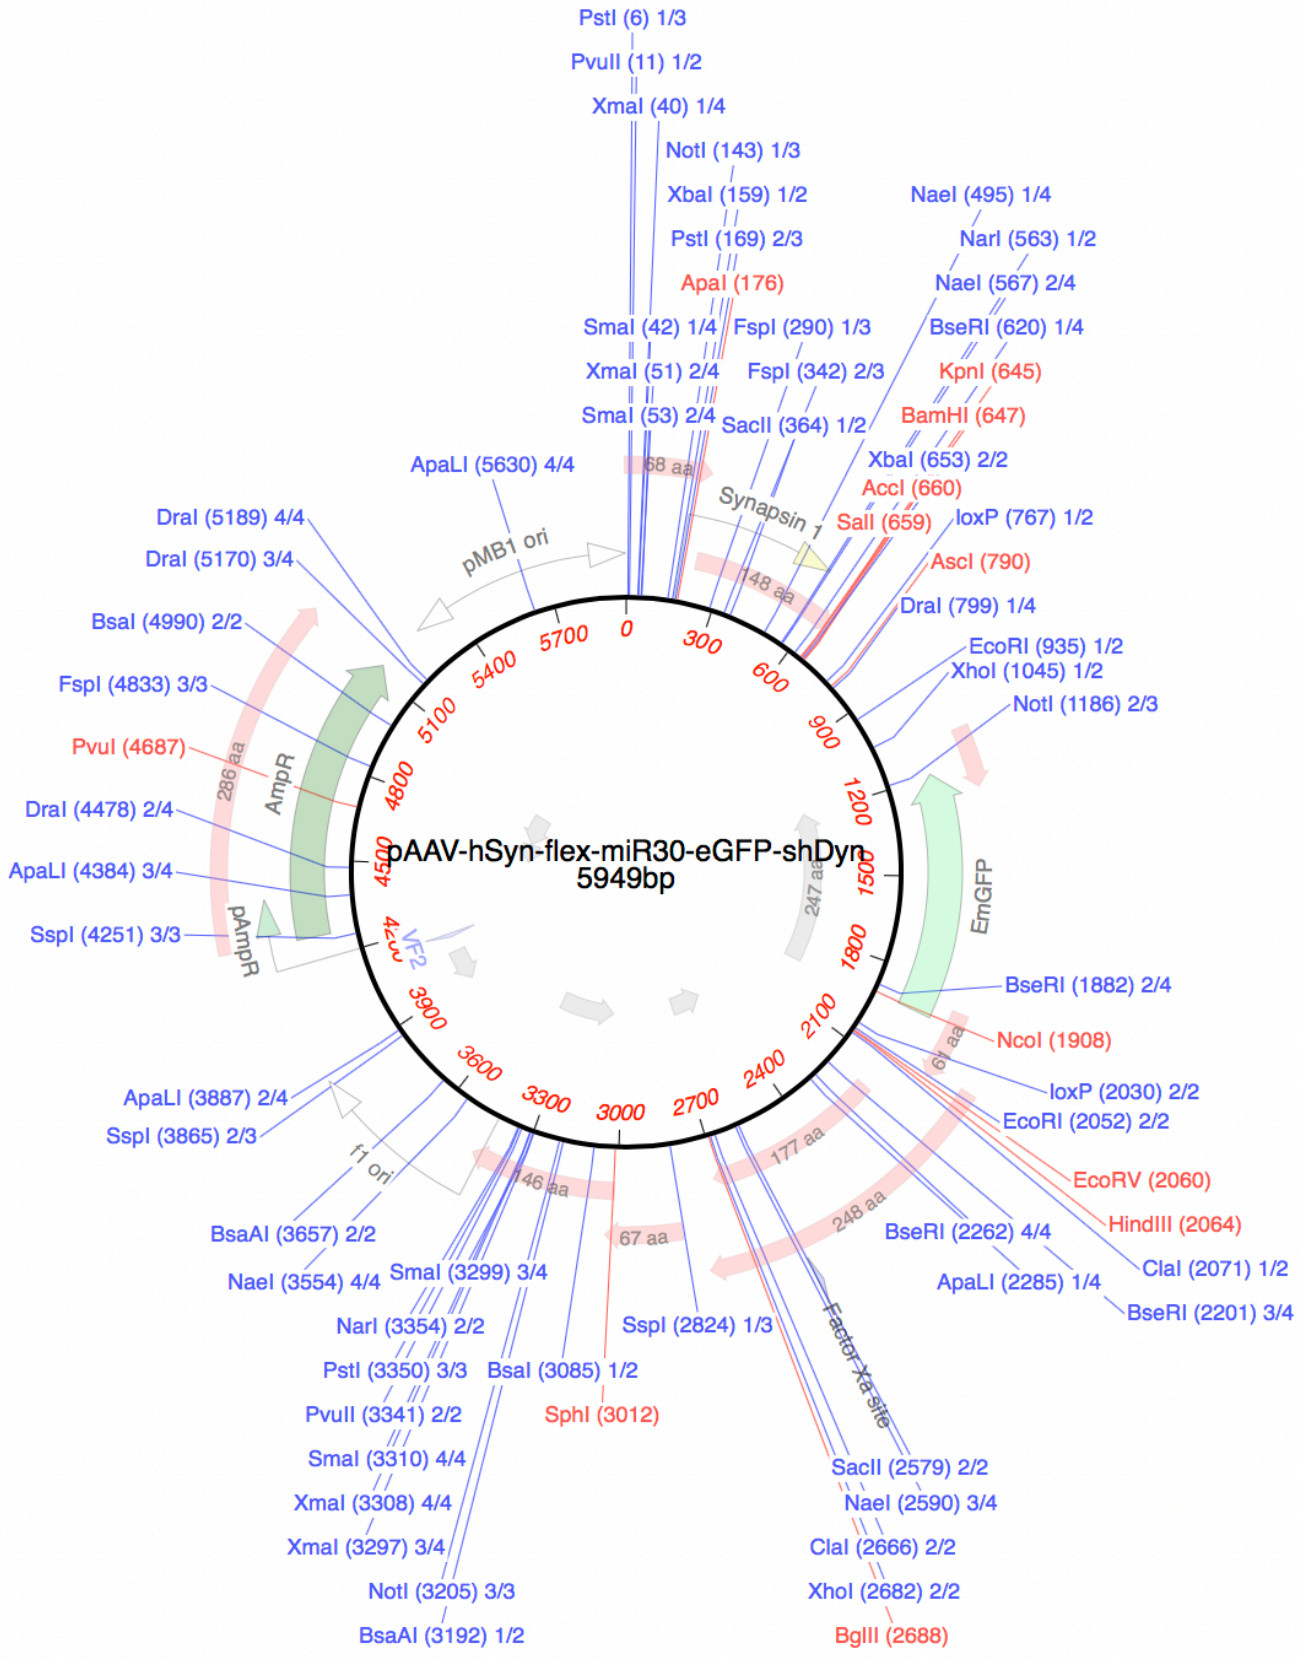 PstI (6) 1/3
PvuII (11) 1/2
XmaI (40) 1/4
NotI (143) 1/3
XbaI (159) 1/2
NaeI (495) 1/4
PstI (169) 2/3
NarI (563) 1/2
ApaI (176)
NaeI (567) 2/4
SmaI (42) 1/4
FspI (290) 1/3
BseRI (620) 1/4
XmaI (51) 2/4
FspI (342) 2/3
KpnI (645)
SmaI (53) 2/4
SacII (364) 1/2
BamHI (647)
ApaLI (5630) 4/4
68 aa
XbaI (653) 2/2
AccI (660)
Synapsin 1
SalI (659)
loxP (767) 1/2
DraI (5189) 4/4
DraI (5170) 3/4
pMB1 ori
AscI (790)
148 aa
DraI (799) 1/4
BsaI (4990) 2/2
EcoRI (935) 1/2
XhoI (1045) 1/2
FspI (4833) 3/3
NotI (1186) 2/3
PvuI (4687)
286 aa
AmpR
DraI (4478) 2/4
ApaLI (4384) 3/4
SspI (4251) 3/3
pAmpR
0
300
600
900
1200
1500
1800
2100
2400
2700
3000
3300
3600
3900
4200
4500
4800
5100
5400
5700
pAAV-hSyn-flex-miR30-eGFP-shDyn
5949bp
247 aa
VF2
EmGFP
BseRI (1882) 2/4
NcoI (1908)
61 aa
loxP (2030) 2/2
EcoRI (2052) 2/2
EcoRV (2060)
HindIII (2064)
ClaI (2071) 1/2
BseRI (2201) 3/4
BseRI (2262) 4/4
ApaLI (2285) 1/4
177 aa
248 aa
Factor Xa site
ApaLI (3887) 2/4
SspI (3865) 2/3
f1 ori
146 aa
67 aa
BsaAI (3657) 2/2
NaeI (3554) 4/4
SmaI (3299) 3/4
NarI (3354) 2/2
SspI (2824) 1/3
PstI (3350) 3/3
BsaI (3085) 1/2
PvuII (3341) 2/2
SphI (3012)
SmaI (3310) 4/4
SacII (2579) 2/2
XmaI (3308) 4/4
NaeI (2590) 3/4
XmaI (3297) 3/4
ClaI (2666) 2/2
NotI (3205) 3/3
XhoI (2682) 2/2
BsaAI (3192) 1/2
BglII (2688)